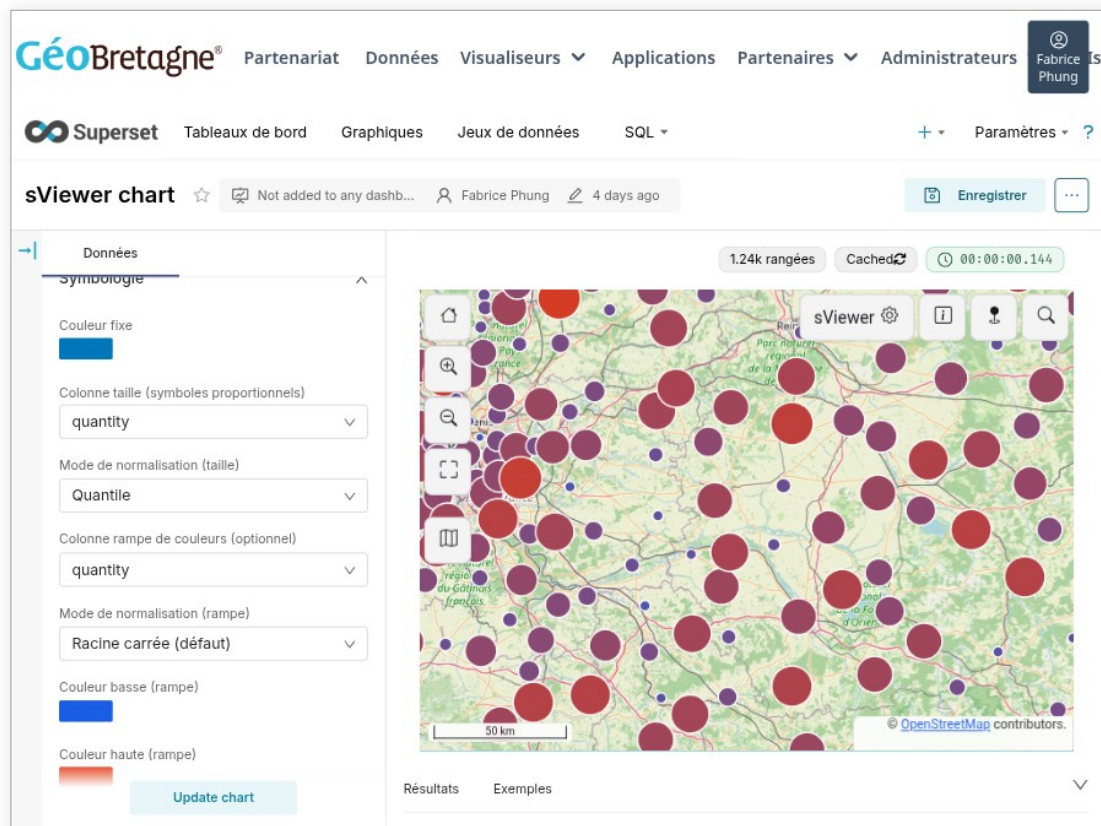 GéoBretagne® Partenariat Données Visualiseurs Applications Partenaires Administrateurs
Fabrice
Phung
Superset Tableaux de bord Graphiques Jeux de données SQL + Paramètres ?
sViewer chart Not added to any dashb... Fabrice Phung 4 days ago Enregistrer ...
Données
1.24k rangées Cached 00:00:00.144
Symbologie
Couleur fixe
Colonne taille (symboles proportionnels)
quantity
Mode de normalisation (taille)
Quantile
Colonne rampe de couleurs (optionnel)
quantity
Mode de normalisation (rampe)
Racine carrée (défaut)
Couleur basse (rampe)
Couleur haute (rampe)
Update chart
sViewer
Parc naturel
régional
régional
du Gâtinais
français
50 km
© OpenStreetMap contributors.
Résultats Exemples